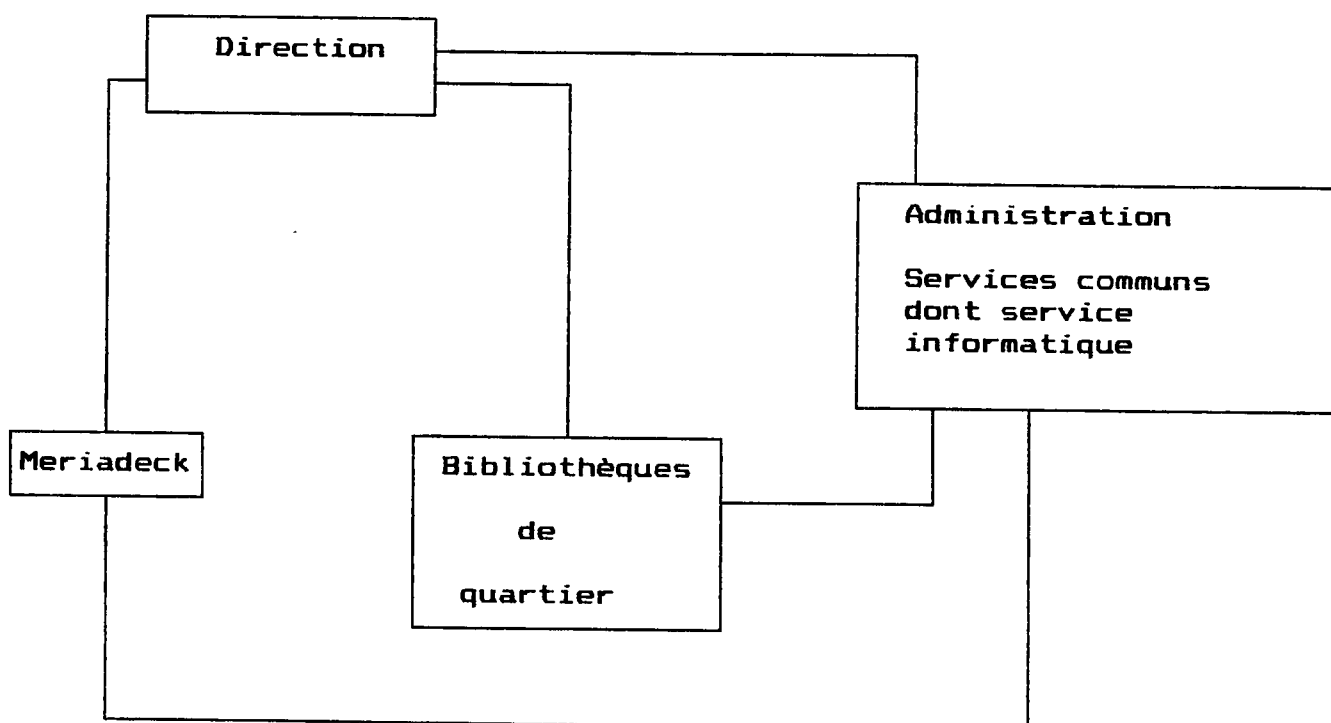 Direction
Administration
Services communs
dont service
informatique
Meriadeck
Bibliothèques
de
quartier